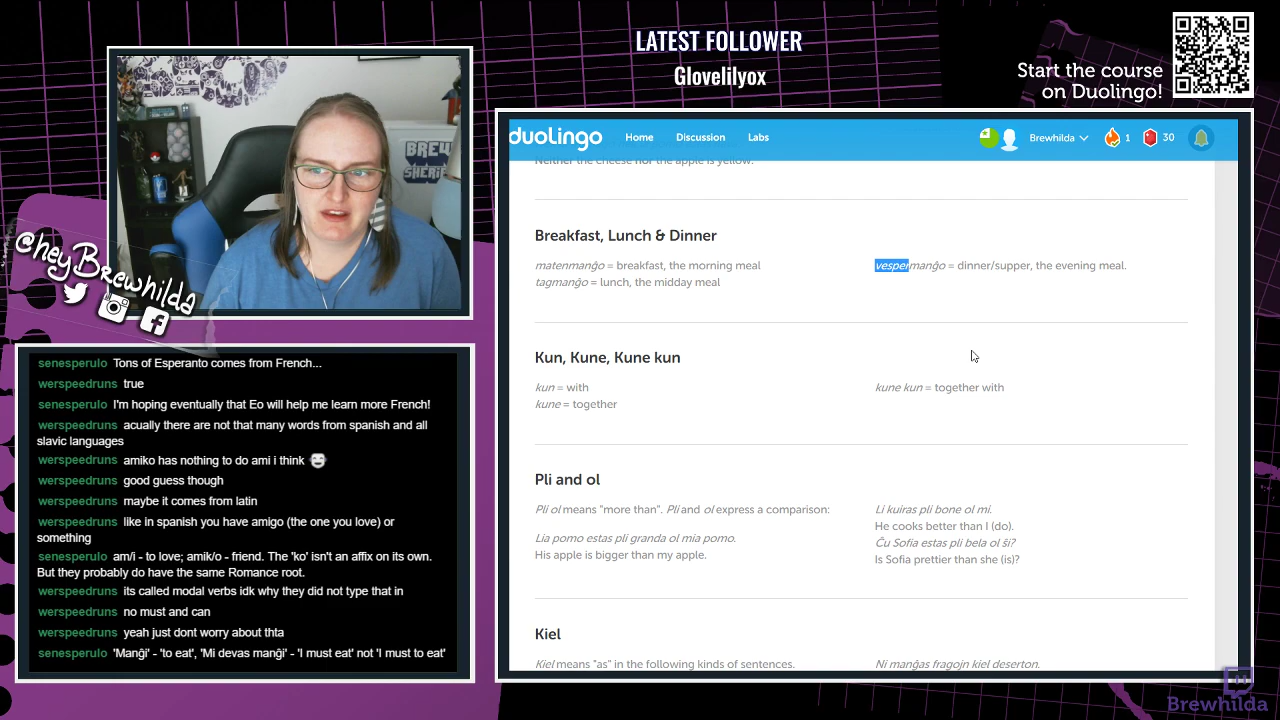 LATEST FOLLOWER
Glovelilyox
Start the course
on Duolingo!
@heyBrewhilda
BREW
SHERIF
duolingo
Home
Discussion
Labs
Brewhilda
1
30
Neither the cheese nor the apple is yellow.
Breakfast, Lunch & Dinner
matenmanĝo = breakfast, the morning meal
tagmanĝo = lunch, the midday meal
vespermanĝo = dinner/supper, the evening meal.
Kun, Kune, Kune kun
kun = with
kune = together
kune kun = together with
Pli and ol
Pli ol means "more than". Pli and ol express a comparison:
Lia pomo estas pli granda ol mia pomo.
His apple is bigger than my apple.
Li kuiras pli bone ol mi.
He cooks better than I (do).
Ĉu Sofia estas pli bela ol ŝi?
Is Sofia prettier than she (is)?
Kiel
Kiel means "as" in the following kinds of sentences.
Ni manĝas fragojn kiel deserton.
senesperulo Tons of Esperanto comes from French...
werspeedruns true
senesperulo I'm hoping eventually that Eo will help me learn more French!
werspeedruns acually there are not that many words from spanish and all
slavic languages
werspeedruns amiko has nothing to do ami i think
werspeedruns good guess though
werspeedruns maybe it comes from latin
werspeedruns like in spanish you have amigo (the one you love) or
something
senesperulo am/i - to love; amik/o - friend. The 'ko' isn't an affix on its own.
But they probably do have the same Romance root.
werspeedruns its called modal verbs idk why they did not type that in
werspeedruns no must and can
werspeedruns yeah just dont worry about thta
senesperulo 'Manĝi' - 'to eat', 'Mi devas manĝi' - 'I must eat' not 'I must to eat'
Brewhilda